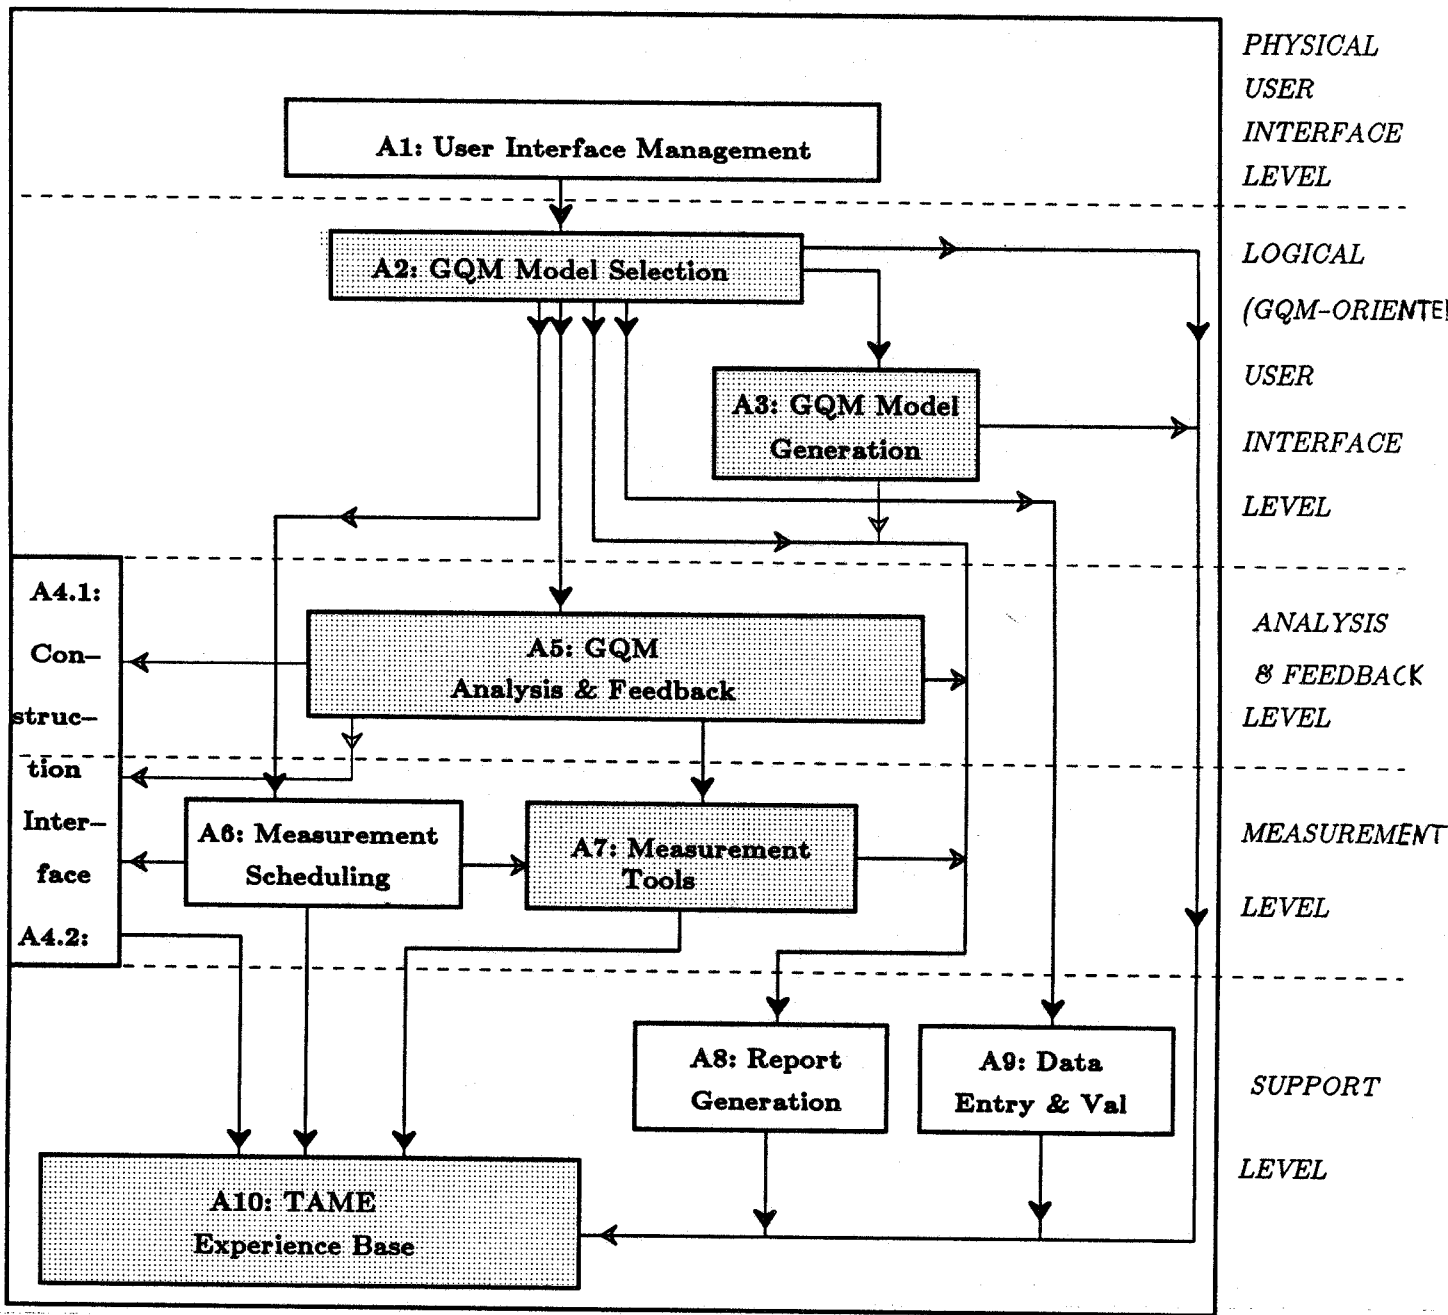 PHYSICAL
USER
INTERFACE
LEVEL
A1: User Interface Management
A2: GQM Model Selection
LOGICAL
(GQM-ORIENTE
USER
INTERFACE
LEVEL
A3: GQM Model
Generation
A4.1:
Con-
struc-
tion
Inter-
face
A4.2:
A5: GQM
Analysis & Feedback
ANALYSIS
& FEEDBACK
LEVEL
A6: Measurement
Scheduling
A7: Measurement
Tools
MEASUREMENT
LEVEL
A8: Report
Generation
A9: Data
Entry & Val
SUPPORT
LEVEL
A10: TAME
Experience Base